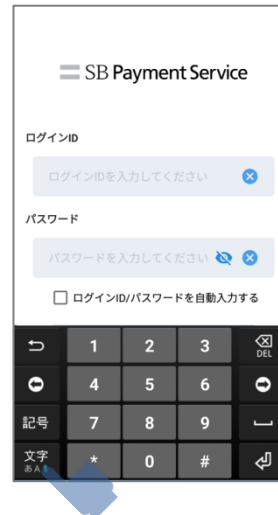 SB Payment Service
ログインID
ログインIDを入力してください
パスワード
パスワードを入力してください
ログインID/パスワードを自動入力する
1 2 3 DEL
4 5 6
記号 7 8 9
文字 * 0 #
あA1